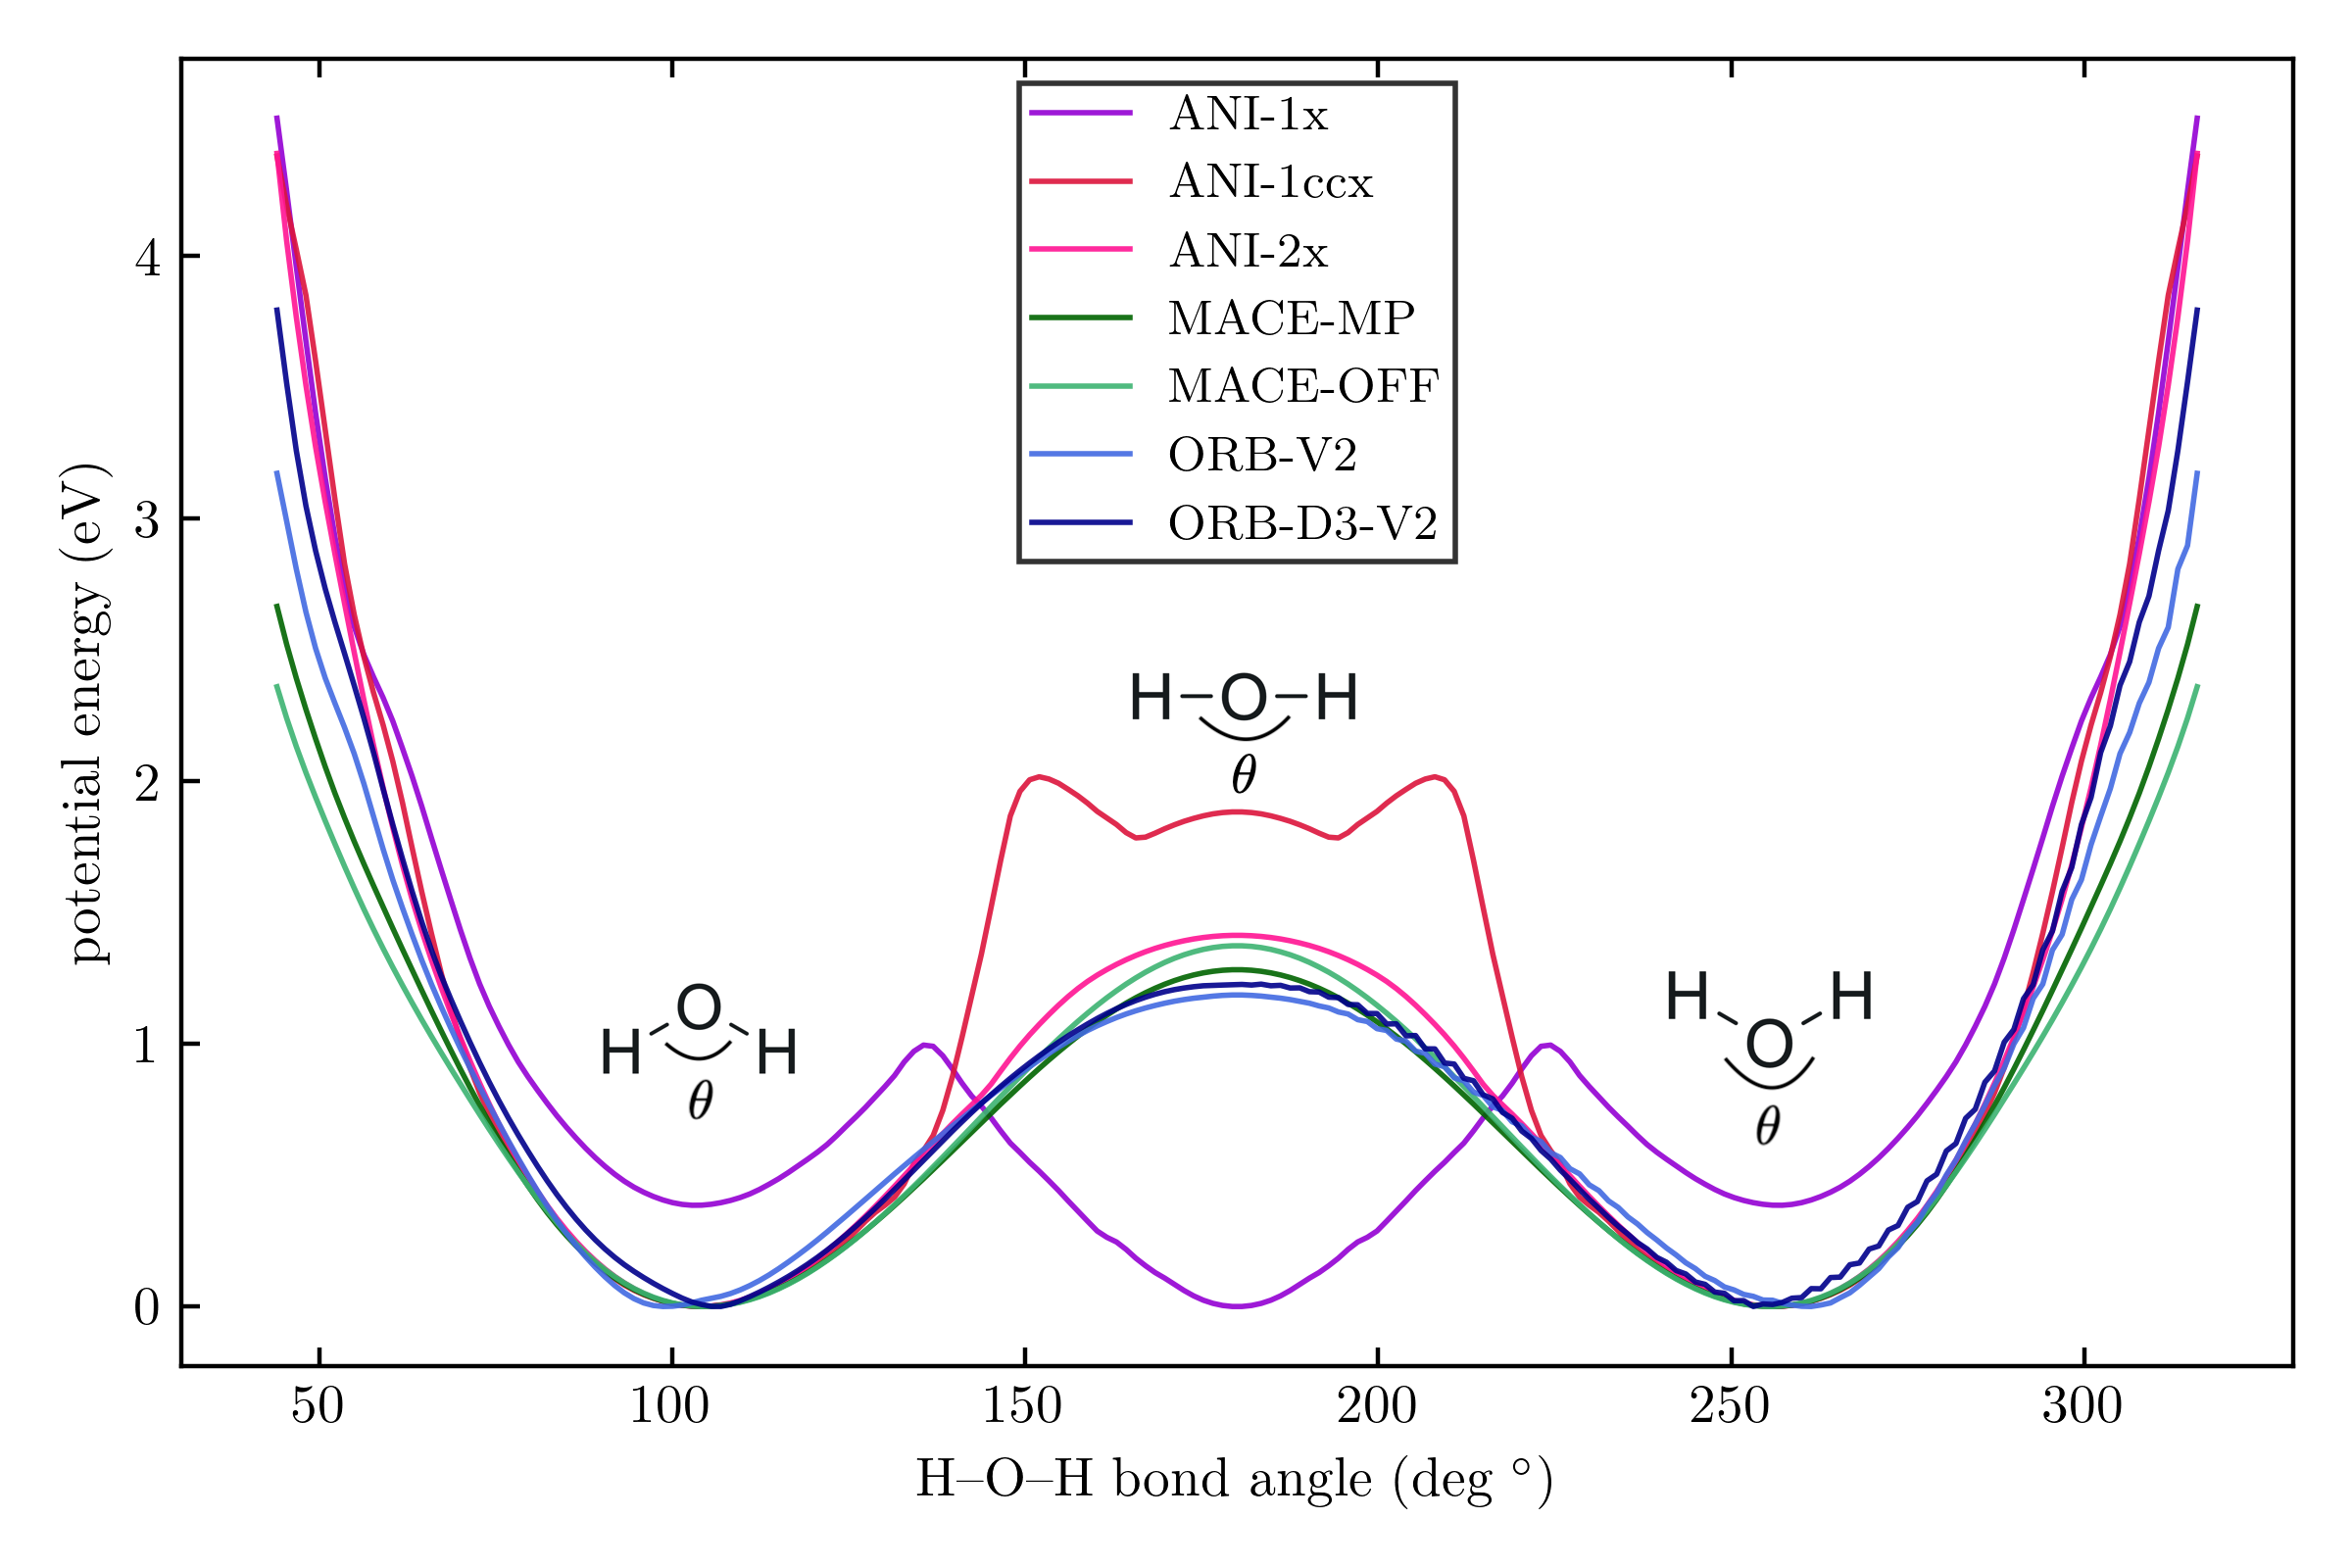 ANI-1x
ANI-1ccx
ANI-2x
MACE-MP
MACE-OFF
ORB-V2
ORB-D3-V2
potential energy (eV)
4
3
2
1
0
H–O–H
θ
O
H H
θ
H H
O
θ
50 100 150 200 250 300
H–O–H bond angle (deg °)